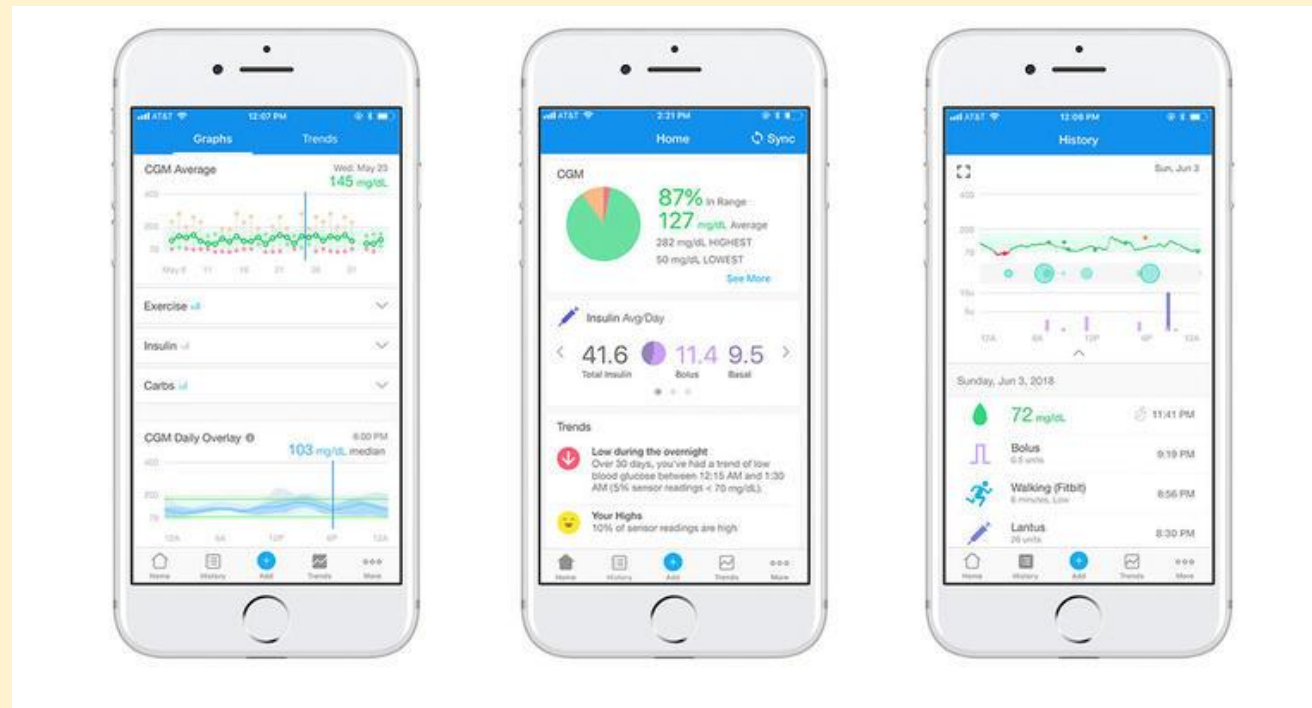 AT&T 12:07 PM
Graphs Trends
CGM Average Wed. May 23
145 mg/dL
400
200
70
May 6 11 16 21 26 31
Exercise
Insulin
Carbs
CGM Daily Overlay 6:00 PM
103 mg/dL median
400
200
70
12A 6A 12P 6P 12A
Home History Add Trends More
AT&T 2:21 PM
Home Sync
CGM
87% In Range
127 mg/dL Average
282 mg/dL HIGHEST
50 mg/dL LOWEST
See More
Insulin Avg/Day
41.6 11.4 9.5
Total Insulin Bolus Basal
Trends
Low during the overnight
Over 30 days, you've had a trend of low
blood glucose between 12:15 AM and 1:30
AM (5% sensor readings < 70 mg/dL).
Your Highs
10% of sensor readings are high
Home History Add Trends More
AT&T 12:08 PM
History
Sun, Jun 3
400
200
70
10u
5u
12A 6A 12P 6P 12A
Sunday, Jun 3, 2018
72 mg/dL 11:41 PM
Bolus
0.5 units
9:19 PM
Walking (Fitbit)
6 minutes, Low
8:56 PM
Lantus
26 units
8:30 PM
Home History Add Trends More